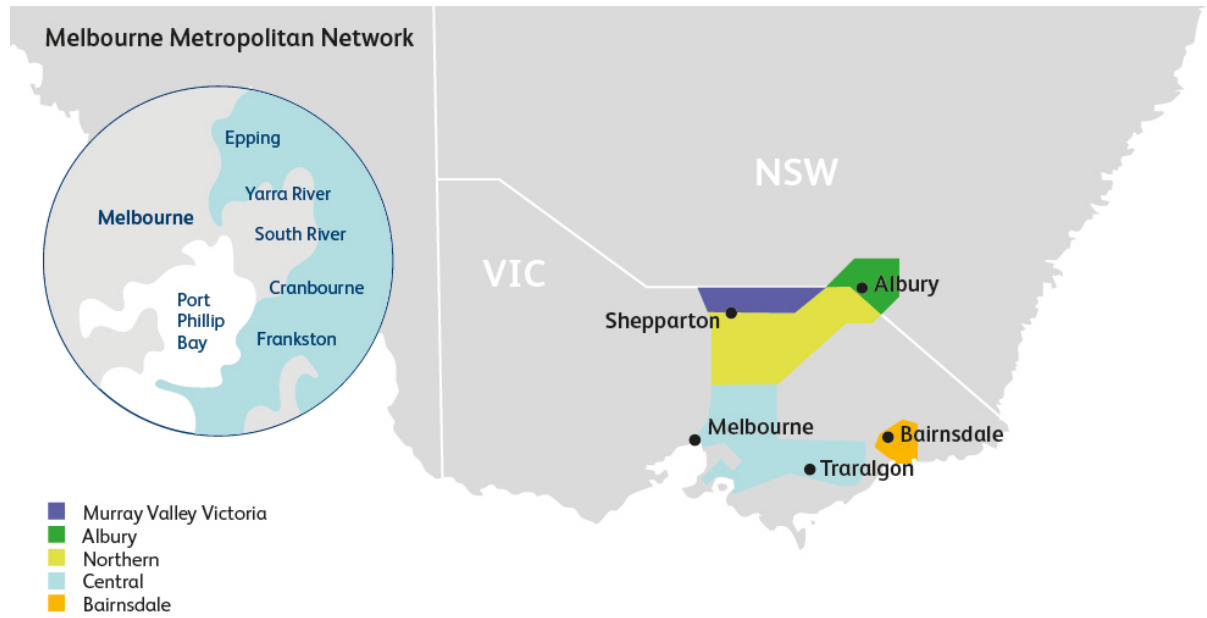 Melbourne Metropolitan Network
Epping
Yarra River
Melbourne
South River
Cranbourne
Port
Phillip
Bay
Frankston
NSW
VIC
Albury
Shepparton
Melbourne
Bairnsdale
Traralgon
Murray Valley Victoria
Albury
Northern
Central
Bairnsdale